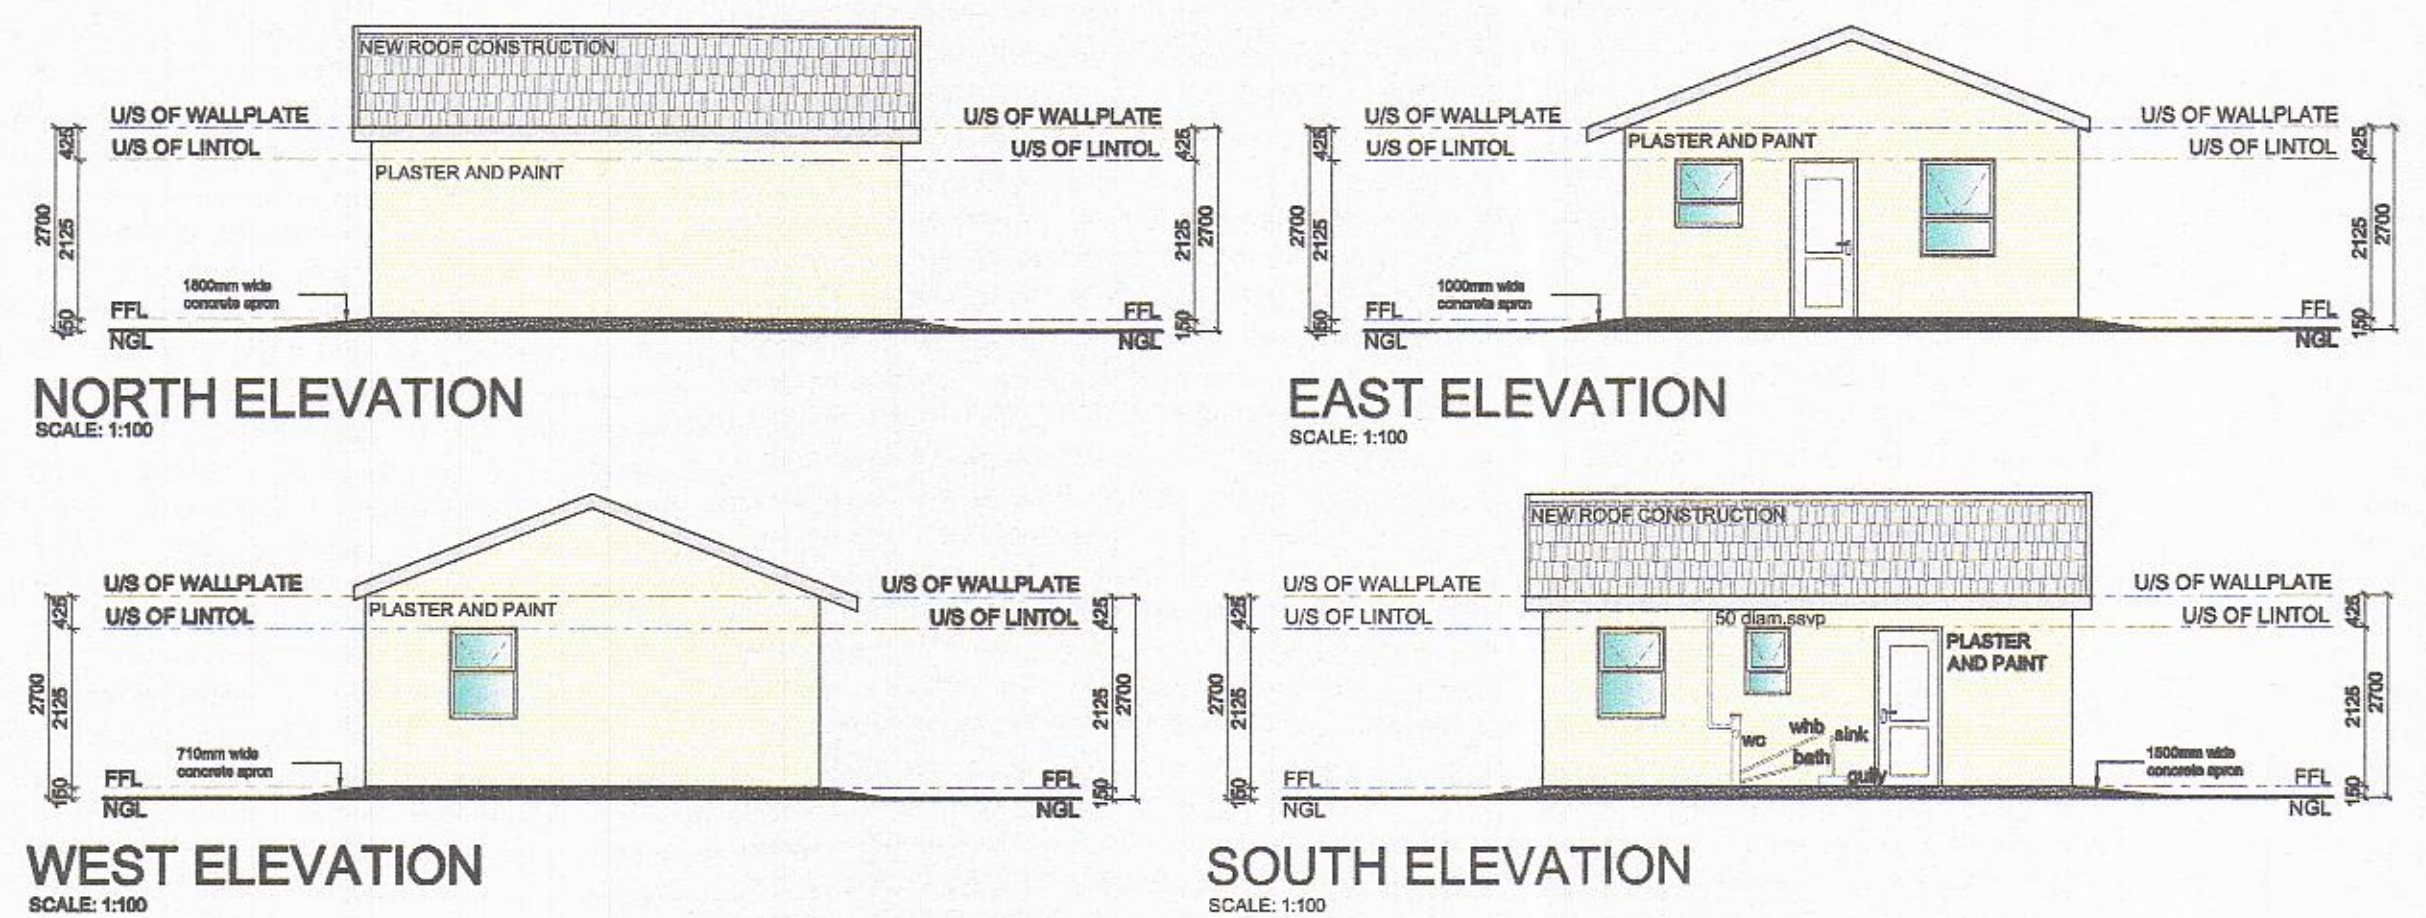 NEW ROOF CONSTRUCTION
U/S OF WALLPLATE
U/S OF WALLPLATE
U/S OF LINTOL
U/S OF LINTOL
PLASTER AND PAINT
425
2125
2700
150
425
2125
2700
150
1800mm wide
concrete apron
FFL
FFL
NGL
NGL
NORTH ELEVATION
SCALE: 1:100
U/S OF WALLPLATE
U/S OF WALLPLATE
PLASTER AND PAINT
U/S OF LINTOL
U/S OF LINTOL
425
2125
2700
150
425
2125
2700
150
1000mm wide
concrete apron
FFL
FFL
NGL
NGL
EAST ELEVATION
SCALE: 1:100
U/S OF WALLPLATE
U/S OF WALLPLATE
PLASTER AND PAINT
U/S OF LINTOL
U/S OF LINTOL
425
2125
2700
150
425
2125
2700
150
710mm wide
concrete apron
FFL
FFL
NGL
NGL
WEST ELEVATION
SCALE: 1:100
NEW ROOF CONSTRUCTION
U/S OF WALLPLATE
U/S OF WALLPLATE
U/S OF LINTOL
U/S OF LINTOL
50 diam.ssvp
PLASTER
AND PAINT
425
2125
2700
150
425
2125
2700
150
wc
whb
sink
bath
gully
1500mm wide
concrete apron
FFL
FFL
NGL
NGL
SOUTH ELEVATION
SCALE: 1:100